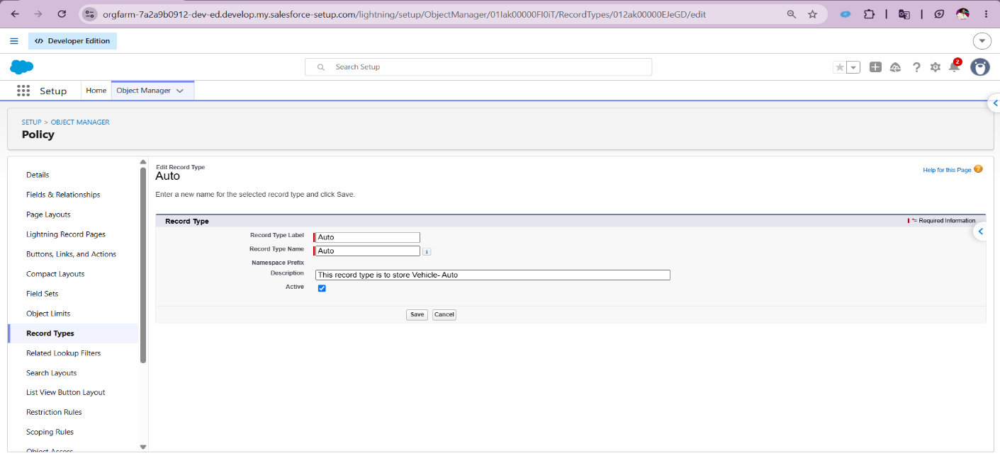 orgfarm-7a2a9b0912-dev-ed.develop.my.salesforce-setup.com/lightning/setup/ObjectManager/01Iak00000FI0iT/RecordTypes/012ak00000EJeGD/edit
</> Developer Edition
Search Setup
2
Setup Home Object Manager
SETUP > OBJECT MANAGER
Policy
Details
Fields & Relationships
Page Layouts
Lightning Record Pages
Buttons, Links, and Actions
Compact Layouts
Field Sets
Object Limits
Record Types
Related Lookup Filters
Search Layouts
List View Button Layout
Restriction Rules
Scoping Rules
Object Access
Edit Record Type
Auto
Help for this Page ?
Enter a new name for the selected record type and click Save.
Record Type
= Required Information
Record Type Label Auto
Record Type Name Auto i
Namespace Prefix
Description This record type is to store Vehicle- Auto
Active
Save Cancel